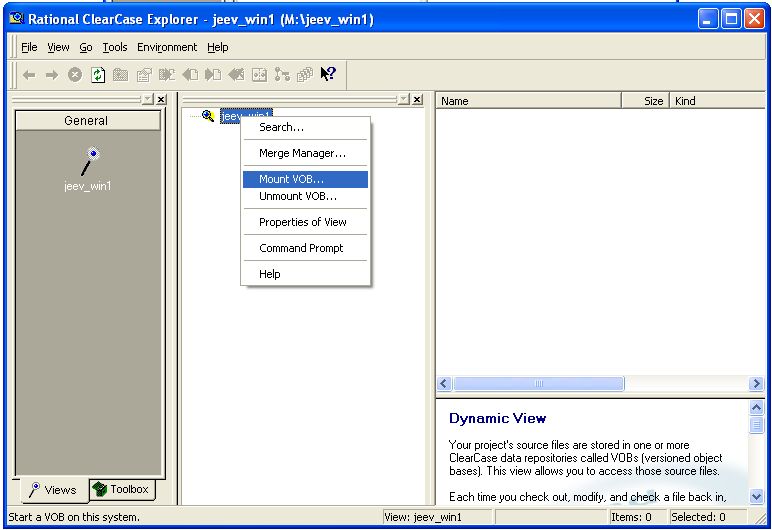 Rational ClearCase Explorer - jeev_win1 (M:\jeev_win1)
File View Go Tools Environment Help
General
jeev_win1
Views Toolbox
jeev_win1
Search...
Merge Manager...
Mount VOB...
Unmount VOB...
Properties of View
Command Prompt
Help
Name Size Kind
Dynamic View
Your project's source files are stored in one or more
ClearCase data repositories called VOBs (versioned object
bases). This view allows you to access those source files.
Each time you check out, modify, and check a file back in,
Start a VOB on this system. View: jeev_win1 Items: 0 Selected: 0